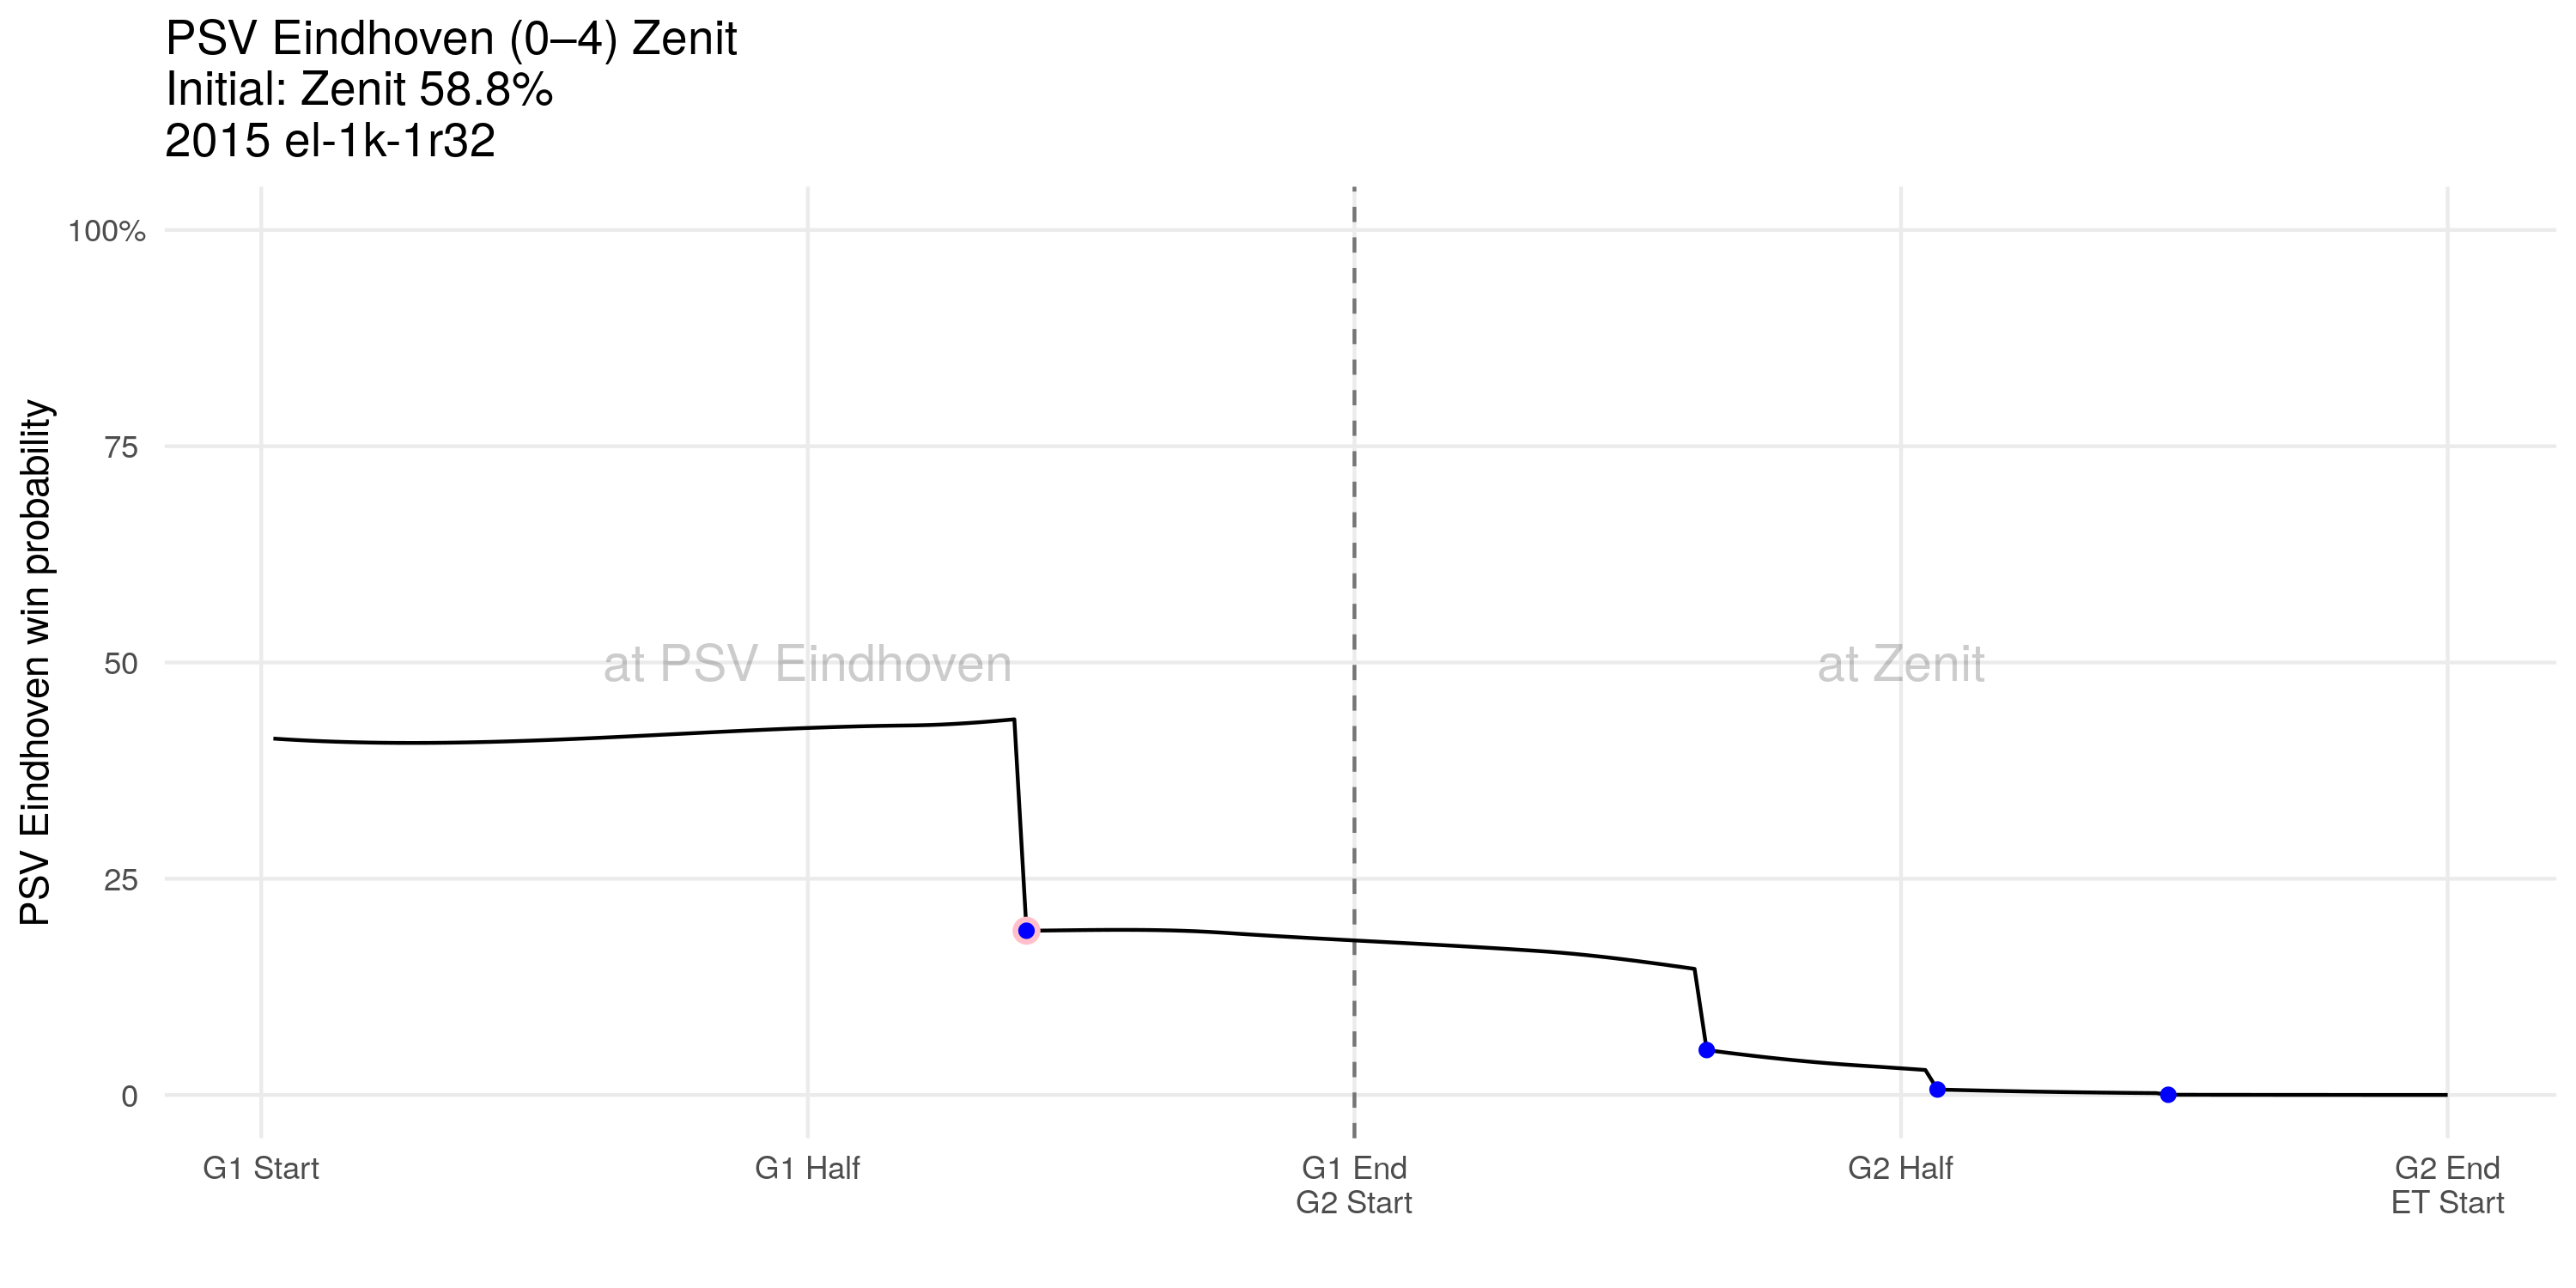 PSV Eindhoven (0–4) Zenit
Initial: Zenit 58.8%
2015 el-1k-1r32
PSV Eindhoven win probability
100%
75
50
25
0
at PSV Eindhoven
at Zenit
G1 Start
G1 Half
G1 End
G2 Start
G2 Half
G2 End
ET Start